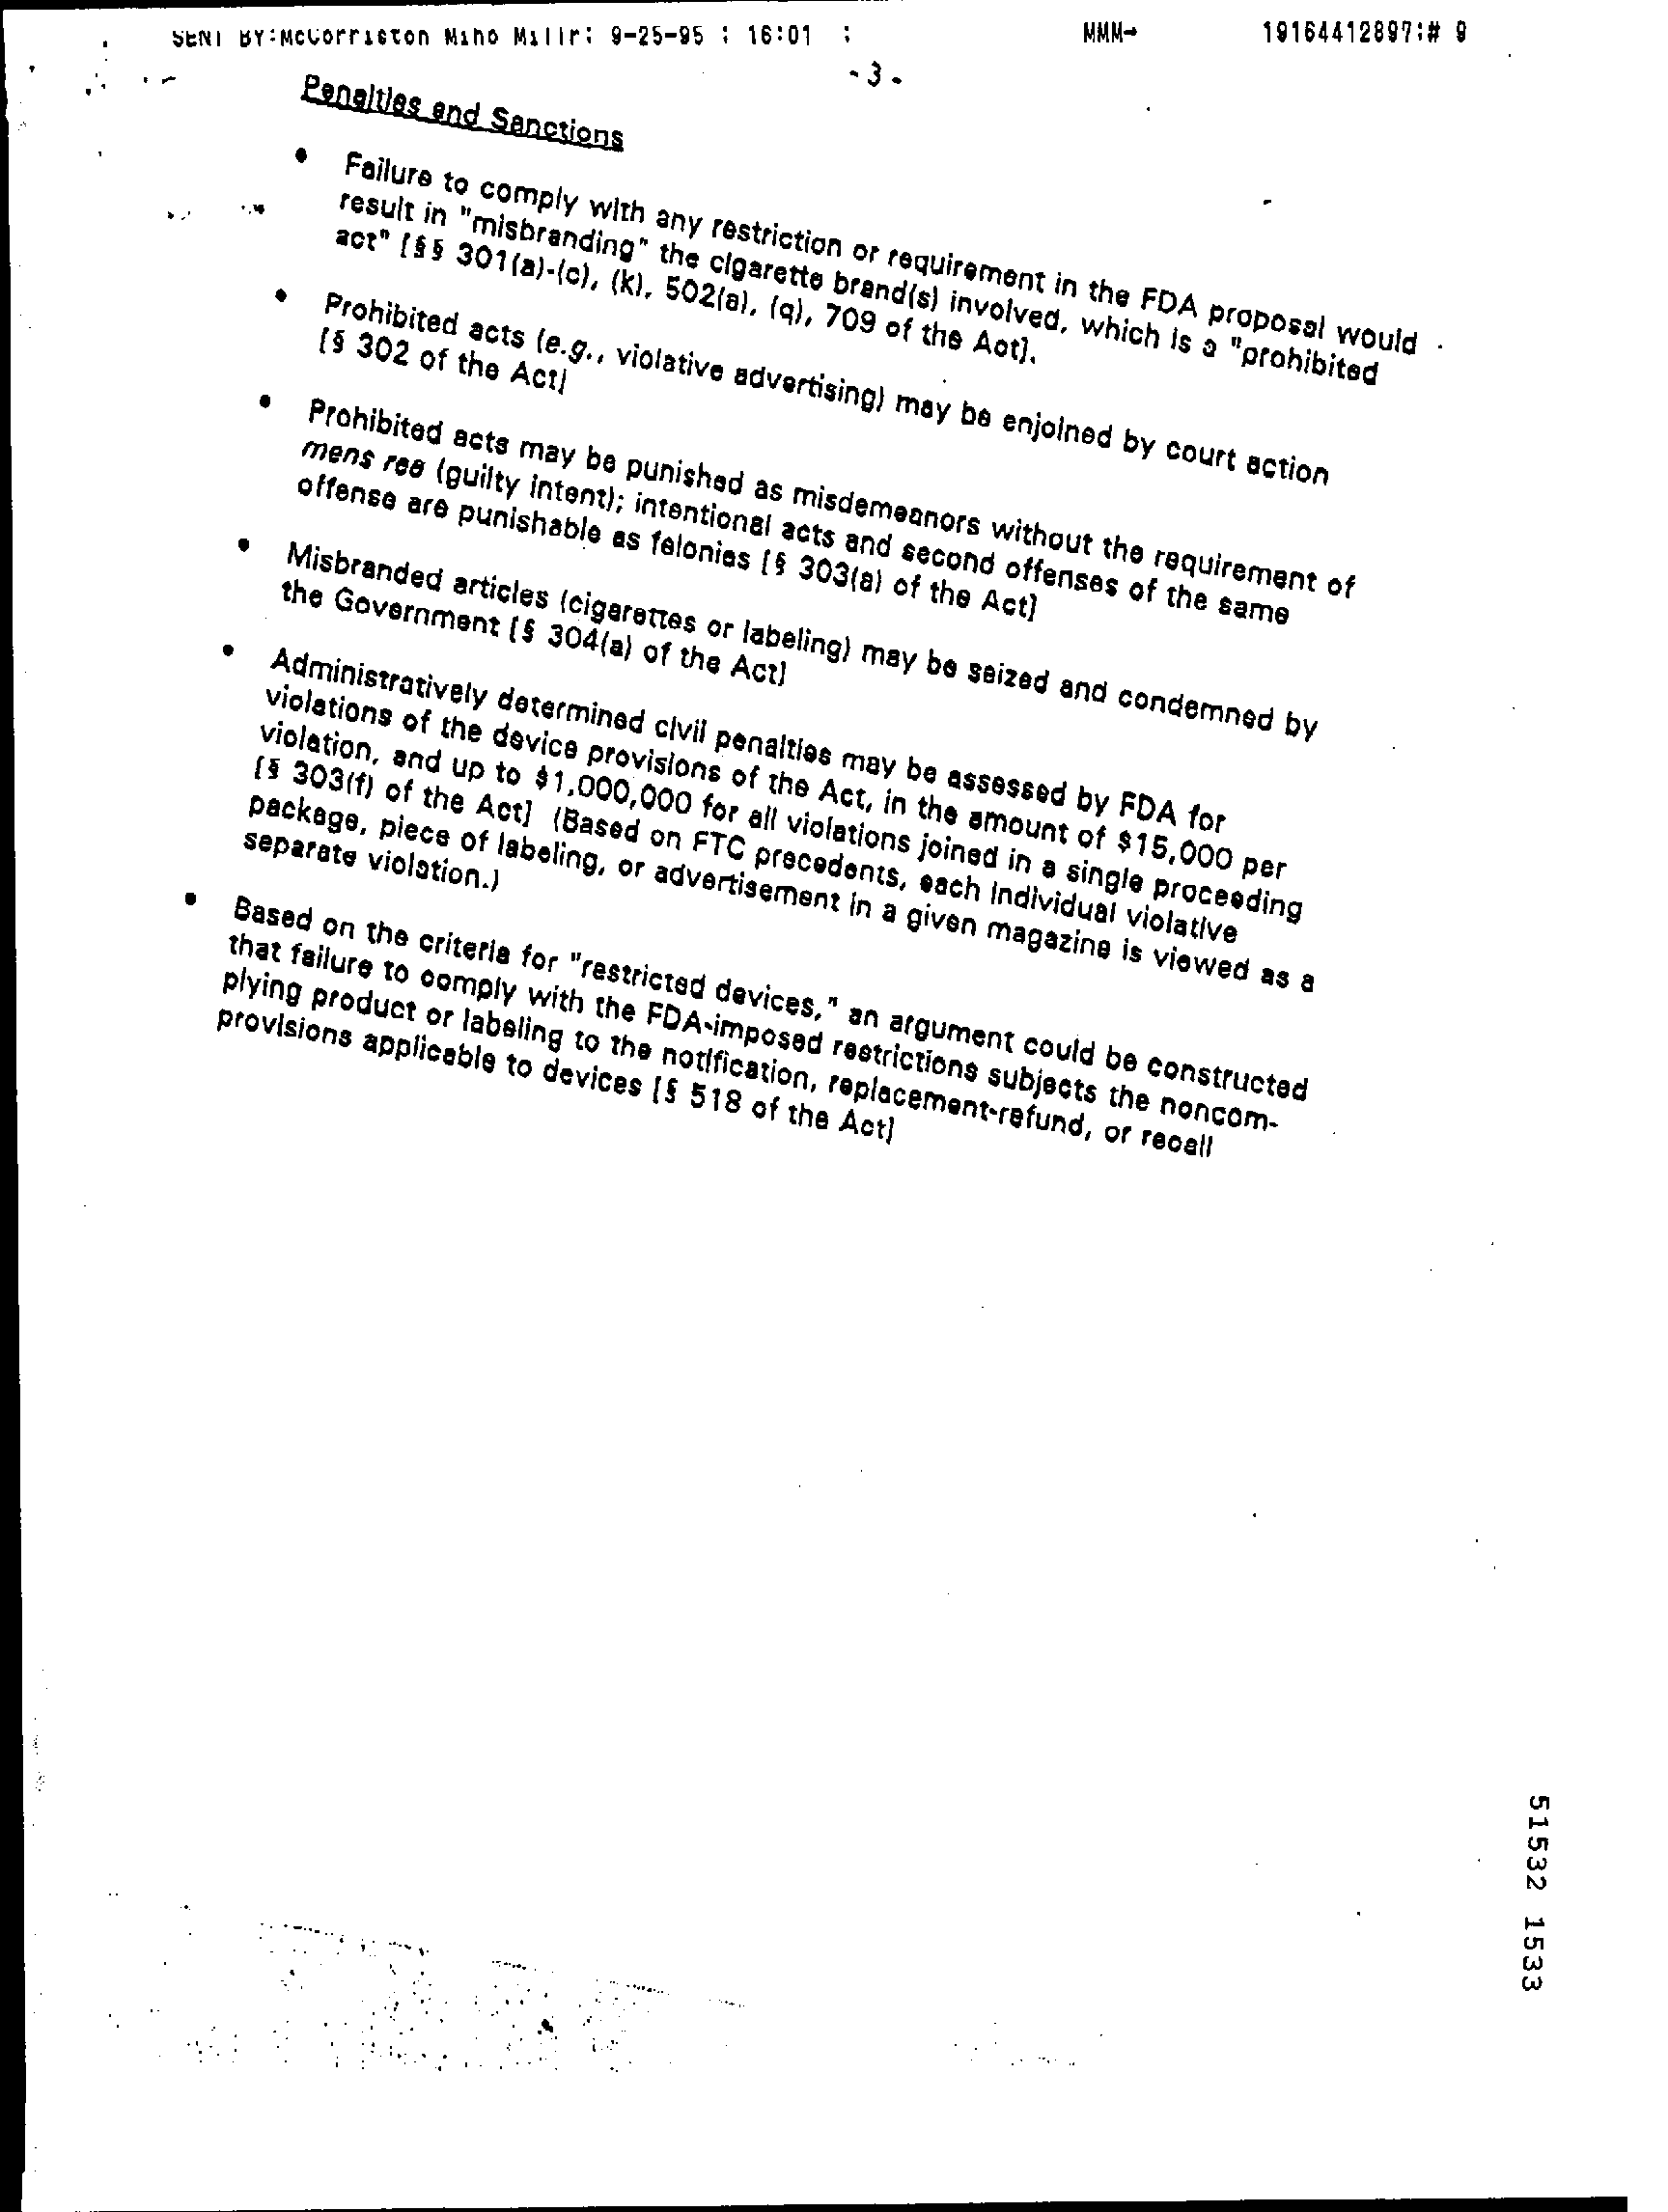 SENT BY:McCorriston Miho Millr: 9-25-95 ; 16:01 ; MMM→ 19164412897;# 9
- 3 -
Penalties and Sanctions
• Failure to comply with any restriction or requirement in the FDA proposal would
result in "misbranding" the cigarette brand(s) involved, which is a "prohibited
act" [§§ 301(a)-(c), (k), 502(a), (q), 709 of the Act].
• Prohibited acts (e.g., violative advertising) may be enjoined by court action
[§ 302 of the Act]
• Prohibited acts may be punished as misdemeanors without the requirement of
mens rea (guilty intent); intentional acts and second offenses of the same
offense are punishable as felonies [§ 303(a) of the Act]
• Misbranded articles (cigarettes or labeling) may be seized and condemned by
the Government [§ 304(a) of the Act]
• Administratively determined civil penalties may be assessed by FDA for
violations of the device provisions of the Act, in the amount of $15,000 per
violation, and up to $1,000,000 for all violations joined in a single proceeding
[§ 303(f) of the Act] (Based on FTC precedents, each individual violative
package, piece of labeling, or advertisement in a given magazine is viewed as a
separate violation.)
• Based on the criteria for "restricted devices," an argument could be constructed
that failure to comply with the FDA-imposed restrictions subjects the noncom-
plying product or labeling to the notification, replacement-refund, or recall
provisions applicable to devices [§ 518 of the Act]
51532 1533